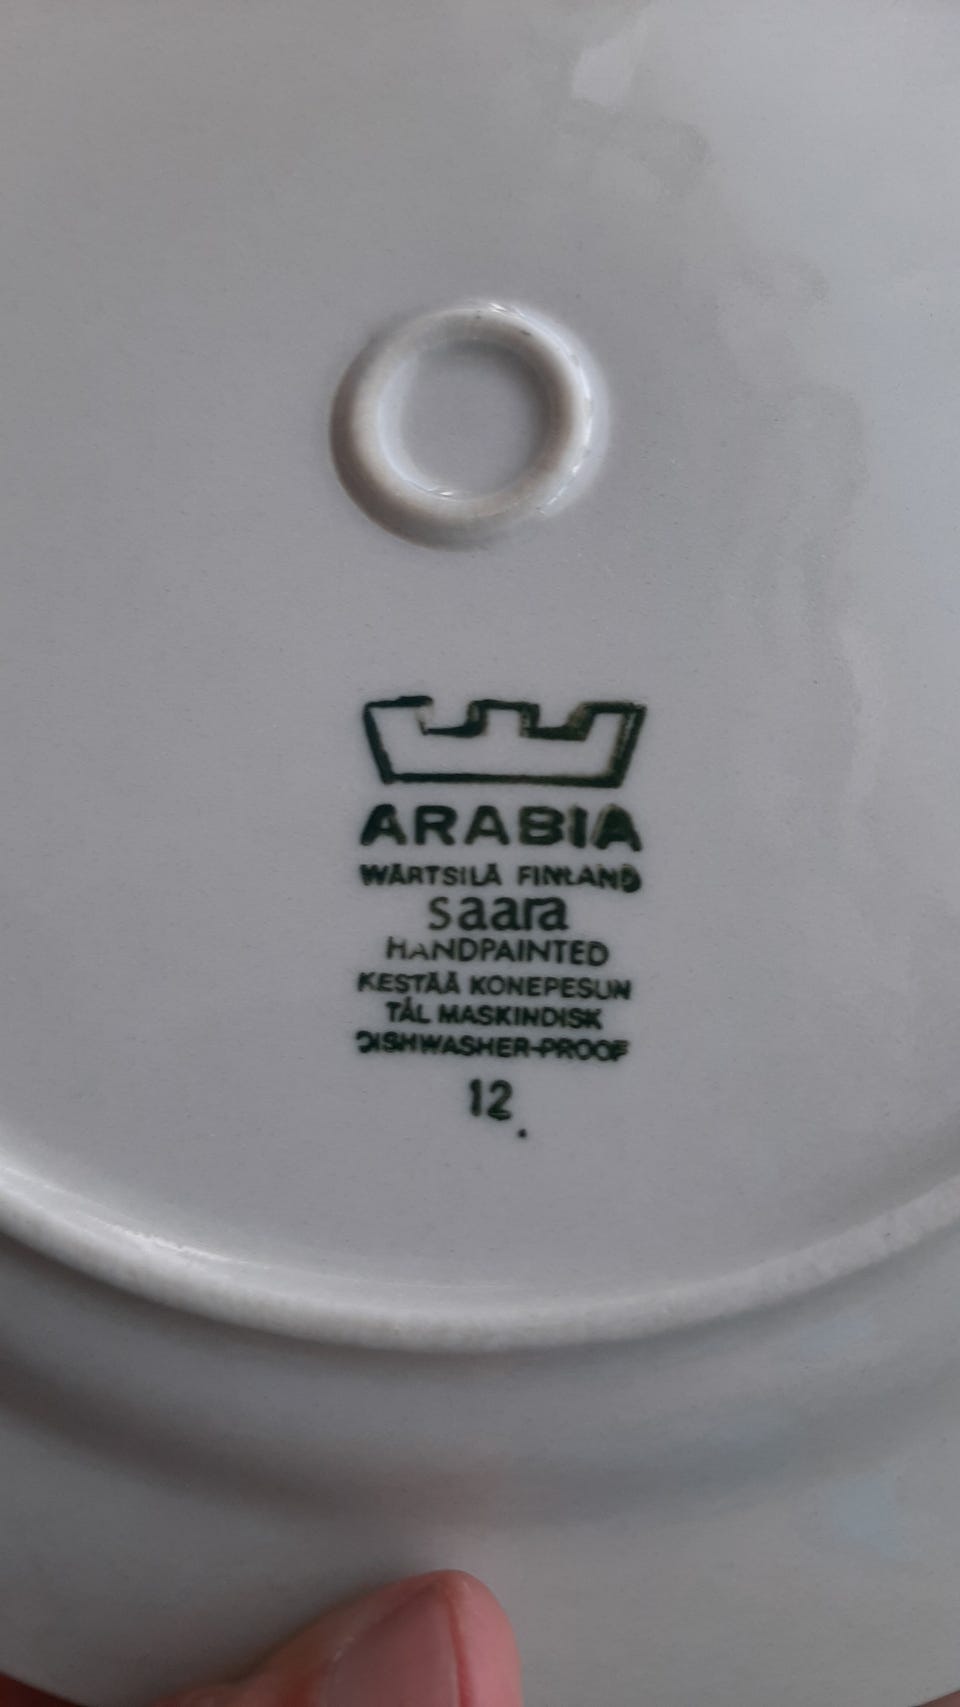 ARABIA
WÄRTSILÄ FINLAND
saara
HANDPAINTED
KESTÄÄ KONEPESUN
TÅL MASKINDISK
DISHWASHER-PROOF
12